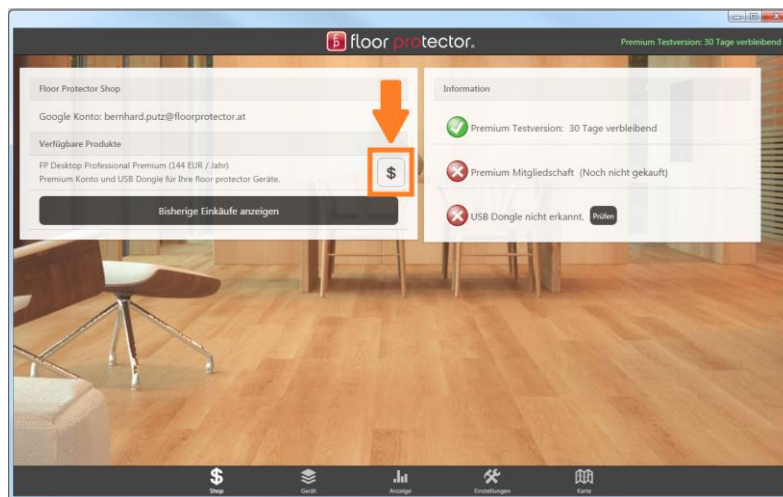 floor protector®
Premium Testversion: 30 Tage verbleibend
Floor Protector Shop
Google Konto: bernhard.putz@floorprotector.at
Verfügbare Produkte
FP Desktop Professional Premium (144 EUR / Jahr)
Premium Konto und USB Dongle für Ihre floor protector Geräte.
$
Bisherige Einkäufe anzeigen
Information
Premium Testversion: 30 Tage verbleibend
Premium Mitgliedschaft (Noch nicht gekauft)
USB Dongle nicht erkannt. Prüfen
$
Shop
Gerät
Anzeige
Einstellungen
Karte